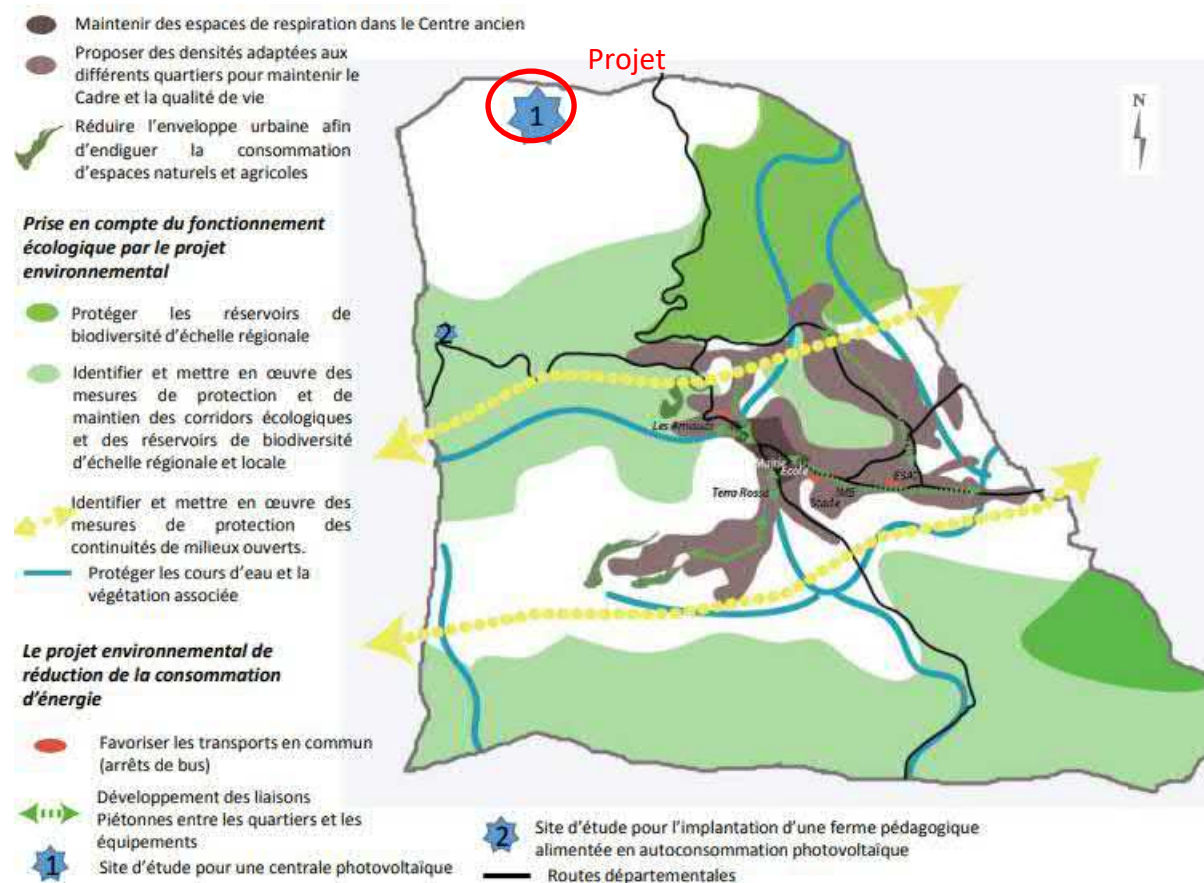 Maintenir des espaces de respiration dans le Centre ancien
Proposer des densités adaptées aux
différents quartiers pour maintenir le
Cadre et la qualité de vie
Réduire l'enveloppe urbaine afin
d'endiguer la consommation
d'espaces naturels et agricoles
Prise en compte du fonctionnement
écologique par le projet
environnemental
Protéger les réservoirs de
biodiversité d'échelle régionale
Identifier et mettre en œuvre des
mesures de protection et de
maintien des corridors écologiques
et des réservoirs de biodiversité
d'échelle régionale et locale
Identifier et mettre en œuvre des
mesures de protection des
continuités de milieux ouverts.
Protéger les cours d'eau et la
végétation associée
Le projet environnemental de
réduction de la consommation
d'énergie
Favoriser les transports en commun
(arrêts de bus)
Développement des liaisons
Piétonnes entre les quartiers et les
équipements
1
Site d'étude pour une centrale photovoltaïque
2
Site d'étude pour l'implantation d'une ferme pédagogique
alimentée en autoconsommation photovoltaïque
Routes départementales
Projet
1
N
2
Les Arnauds
Mairie
Ecole
Terra Rossa
IMS
Stade
ESAT